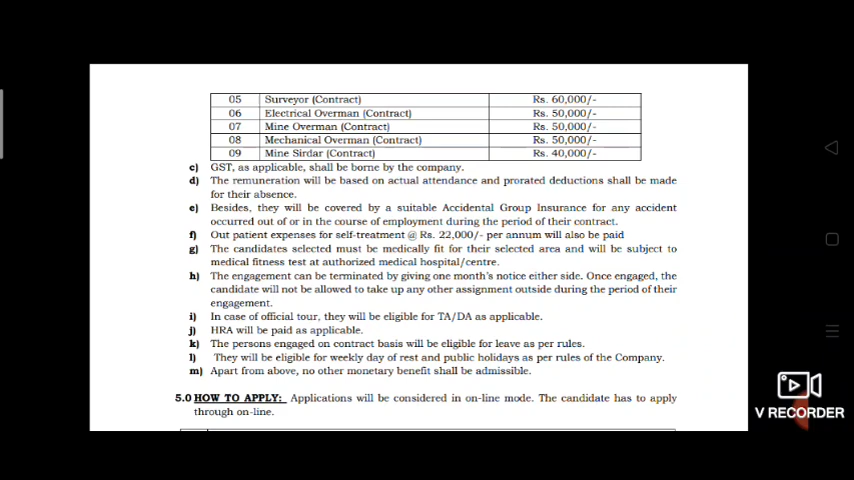 05 Surveyor (Contract) Rs. 60,000/-
06 Electrical Overman (Contract) Rs. 50,000/-
07 Mine Overman (Contract) Rs. 50,000/-
08 Mechanical Overman (Contract) Rs. 50,000/-
09 Mine Sirdar (Contract) Rs. 40,000/-
c) GST, as applicable, shall be borne by the company.
d) The remuneration will be based on actual attendance and prorated deductions shall be made
for their absence.
e) Besides, they will be covered by a suitable Accidental Group Insurance for any accident
occurred out of or in the course of employment during the period of their contract.
f) Out patient expenses for self-treatment @ Rs. 22,000/- per annum will also be paid
g) The candidates selected must be medically fit for their selected area and will be subject to
medical fitness test at authorized medical hospital/centre.
h) The engagement can be terminated by giving one month's notice either side. Once engaged, the
candidate will not be allowed to take up any other assignment outside during the period of their
engagement.
i) In case of official tour, they will be eligible for TA/DA as applicable.
j) HRA will be paid as applicable.
k) The persons engaged on contract basis will be eligible for leave as per rules.
l) They will be eligible for weekly day of rest and public holidays as per rules of the Company.
m) Apart from above, no other monetary benefit shall be admissible.
5.0 HOW TO APPLY: Applications will be considered in on-line mode. The candidate has to apply
through on-line.
V RECORDER